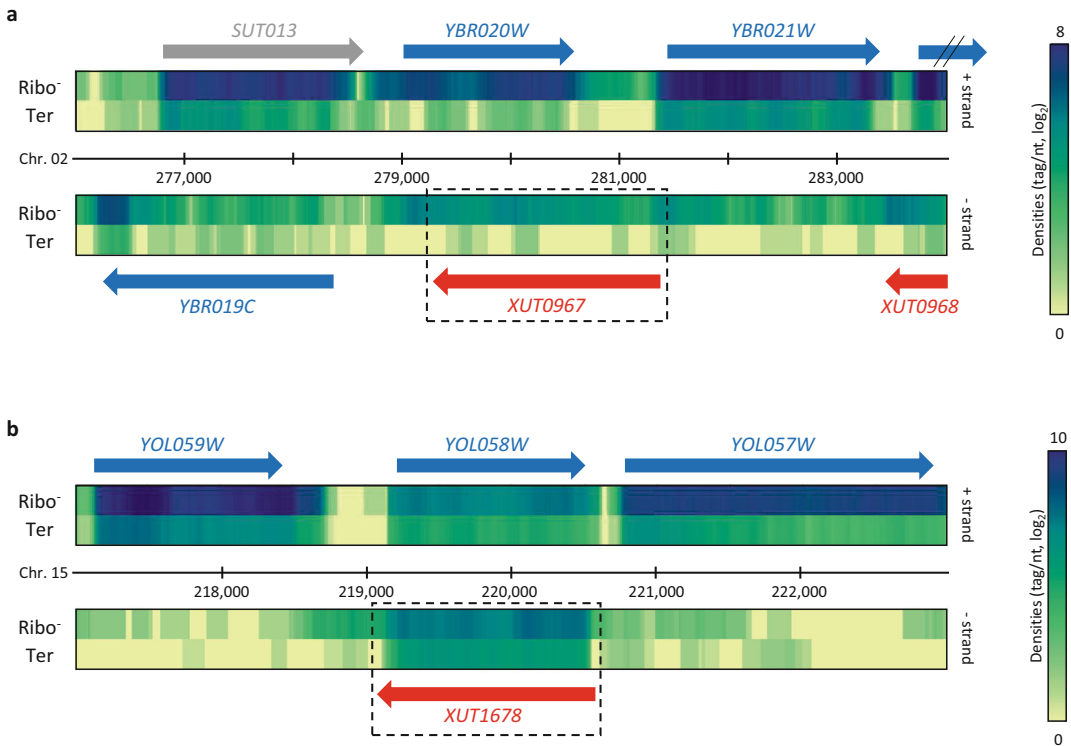 a
SUT013 YBR020W YBR021W
8
Ribo-
Ter
+ strand
Chr. 02
277,000 279,000 281,000 283,000
Ribo-
Ter
- strand
YBR019C XUT0967 XUT0968
Densities (tag/nt, log2)
0
b
YOL059W YOL058W YOL057W
10
Ribo-
Ter
+ strand
Chr. 15
218,000 219,000 220,000 221,000 222,000
Ribo-
Ter
- strand
XUT1678
Densities (tag/nt, log2)
0